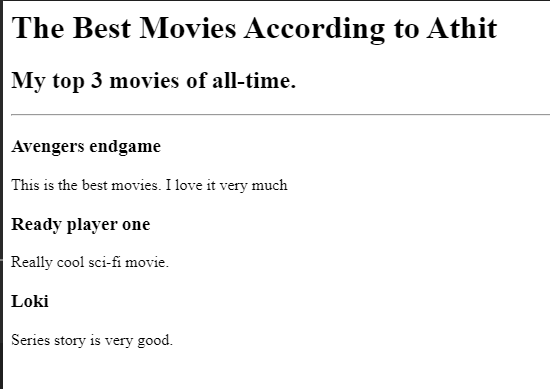 The Best Movies According to Athit
My top 3 movies of all-time.
Avengers endgame
This is the best movies. I love it very much
Ready player one
Really cool sci-fi movie.
Loki
Series story is very good.